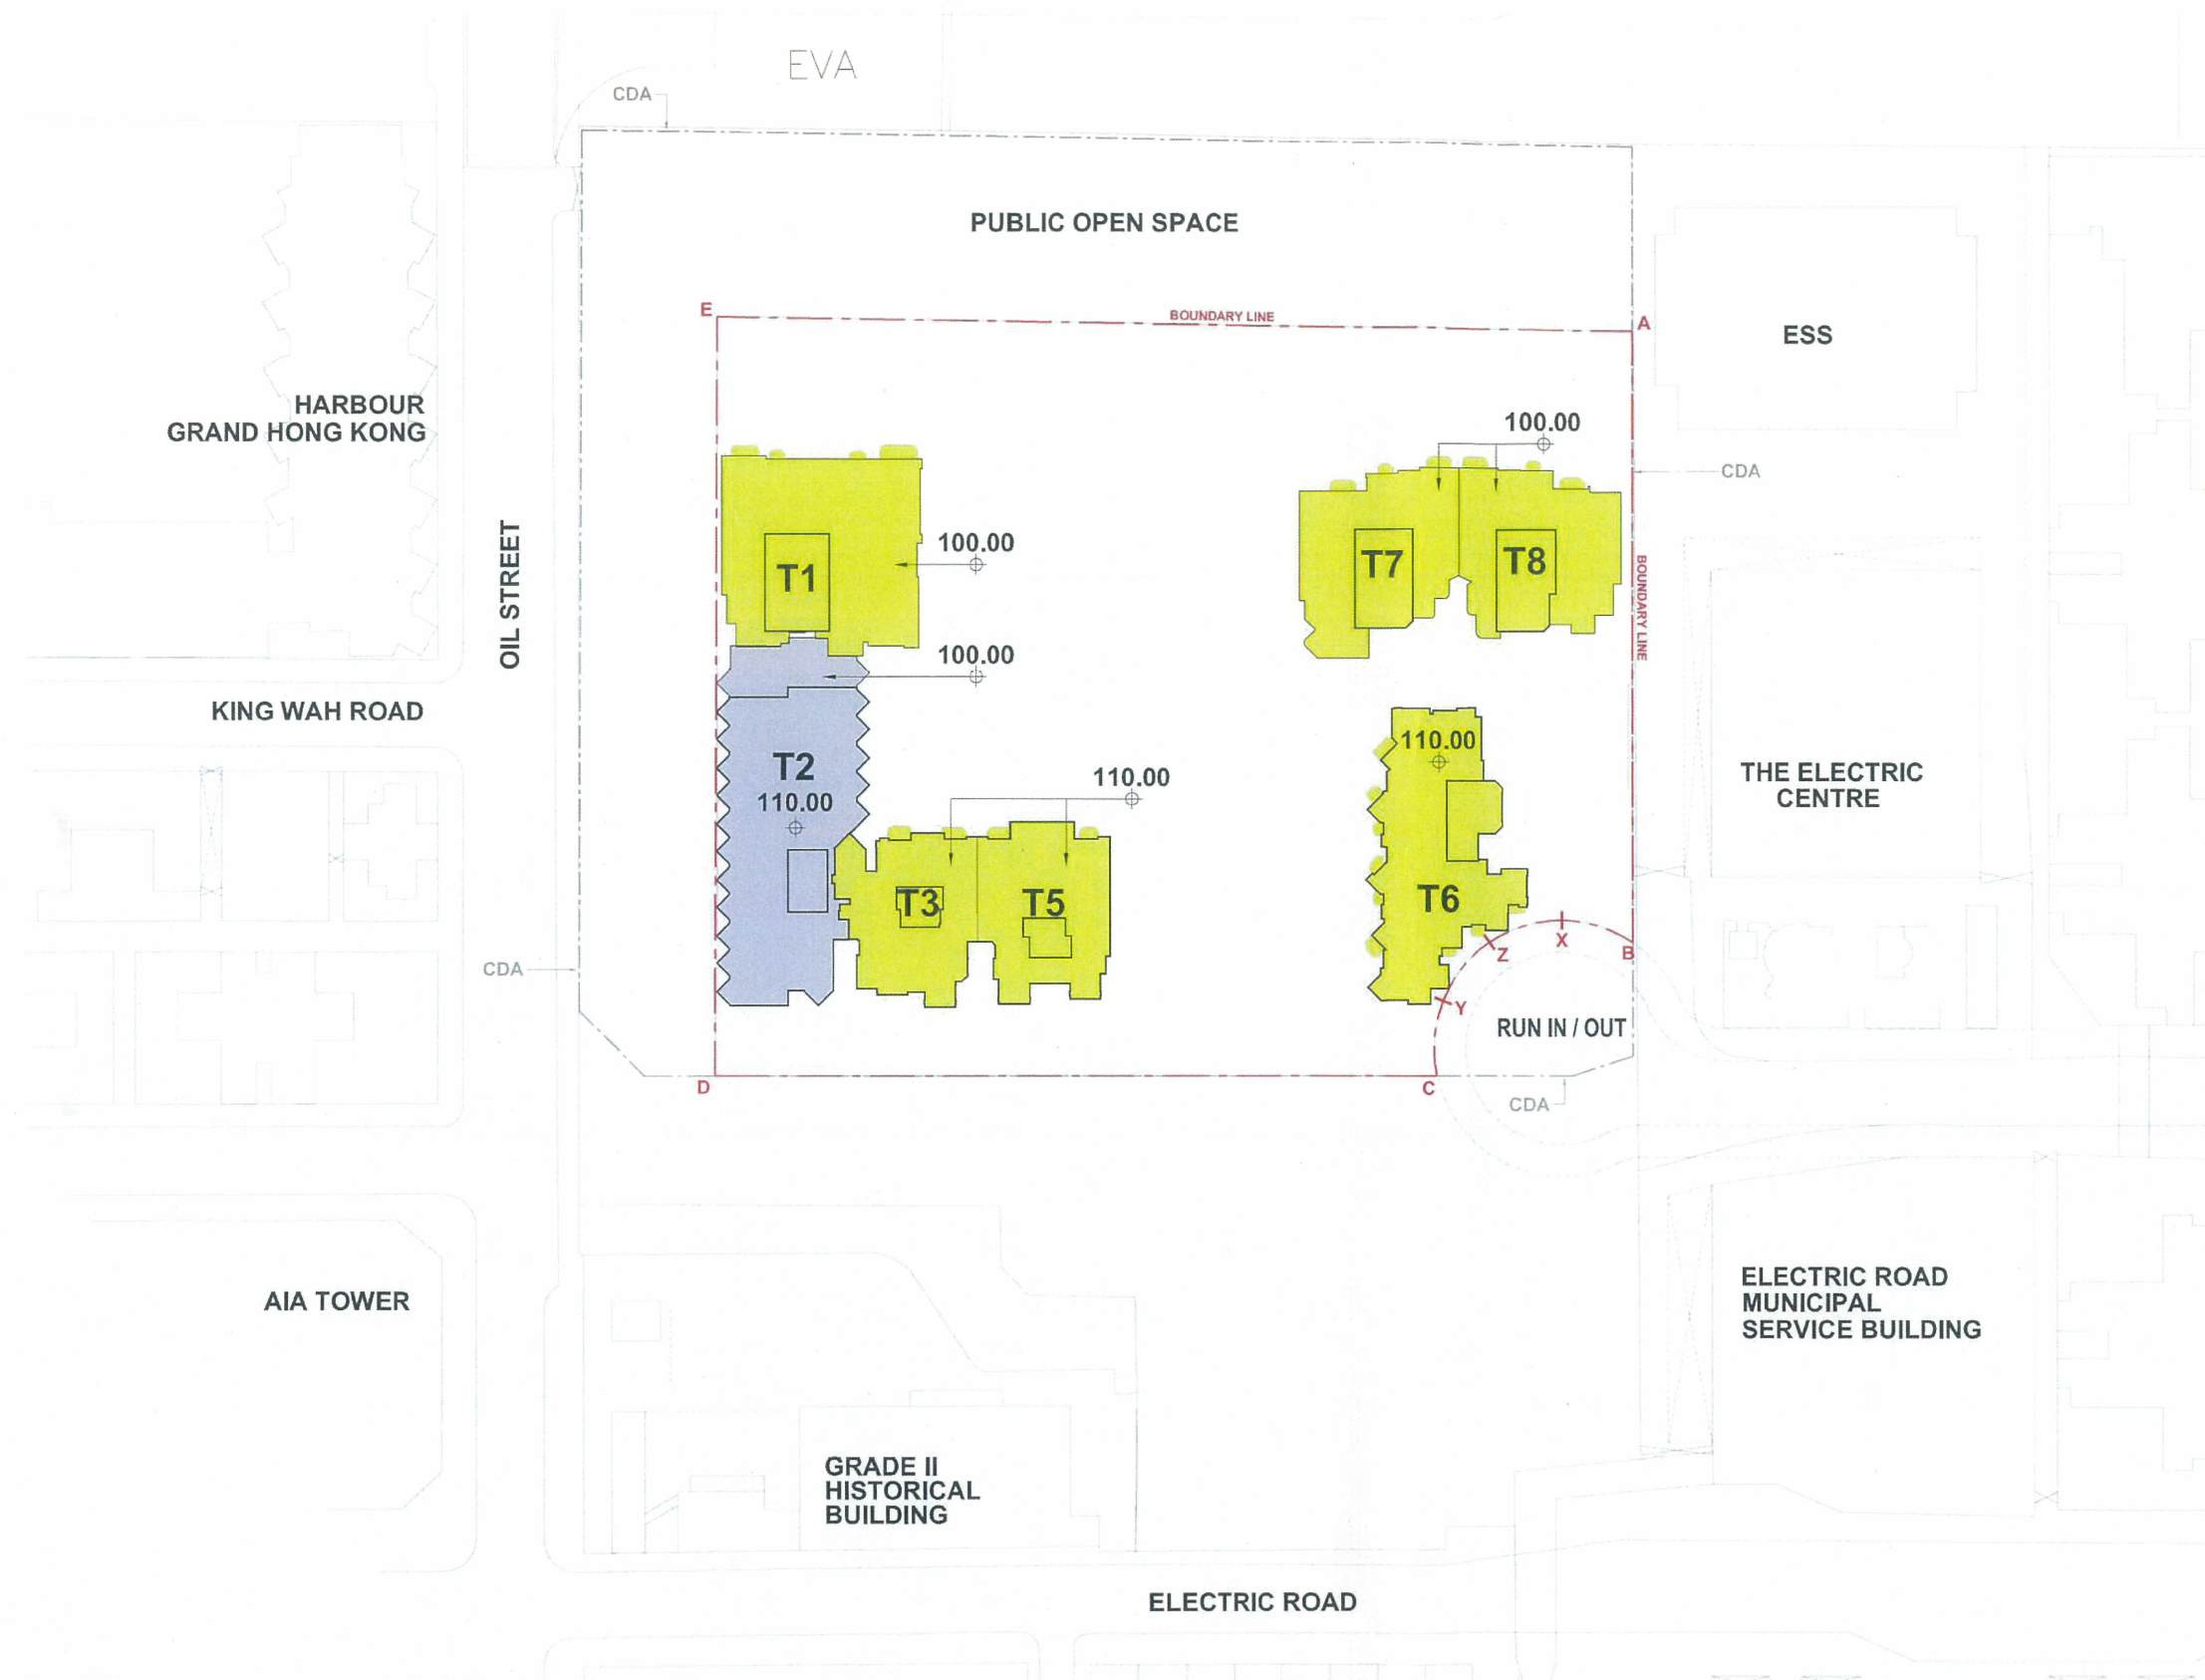 EVA
CDA
PUBLIC OPEN SPACE
E
BOUNDARY LINE
A
ESS
HARBOUR
GRAND HONG KONG
100.00
CDA
OIL STREET
100.00
T1
T7
T8
BOUNDARY LINE
100.00
KING WAH ROAD
T2
110.00
110.00
110.00
THE ELECTRIC
CENTRE
T3
T5
T6
X
Z
B
CDA
Y
RUN IN / OUT
D
C
CDA
AIA TOWER
ELECTRIC ROAD
MUNICIPAL
SERVICE BUILDING
GRADE II
HISTORICAL
BUILDING
ELECTRIC ROAD